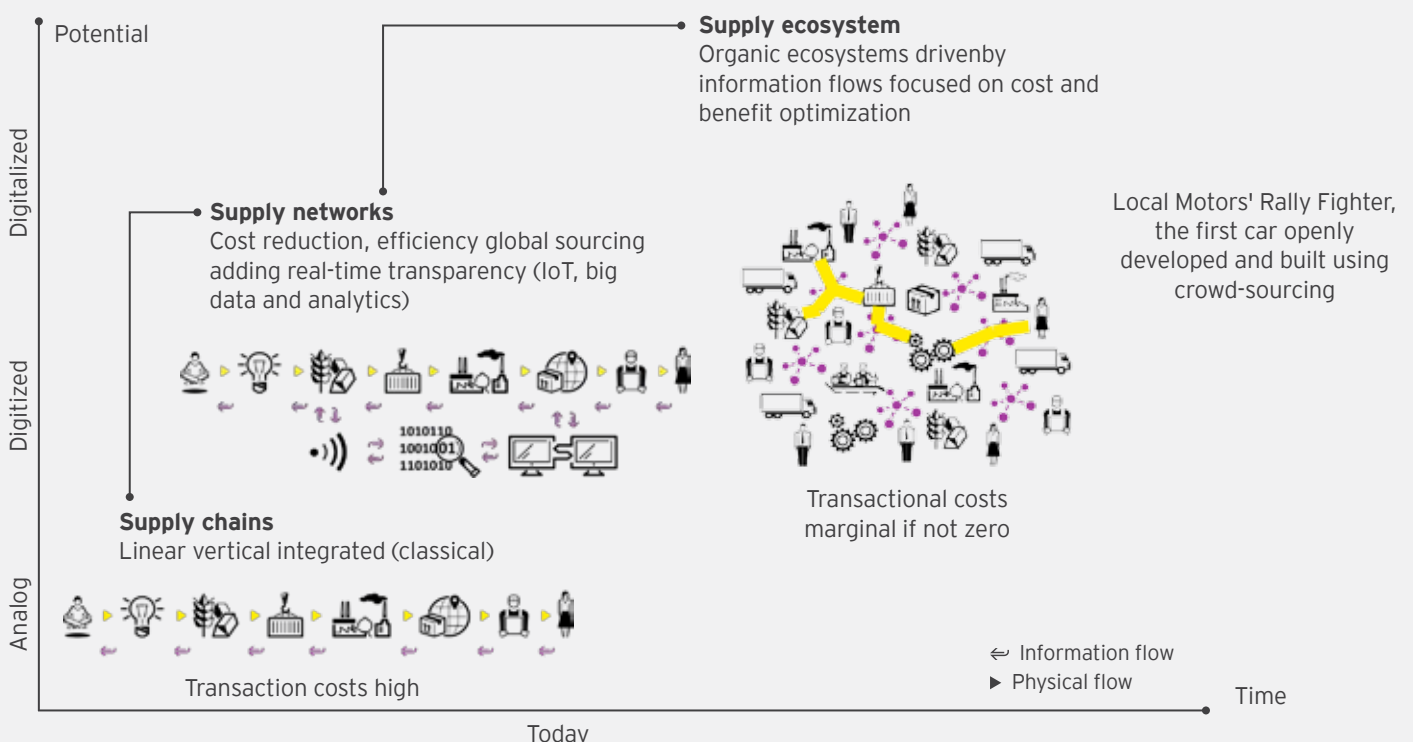 Potential
Supply ecosystem
Organic ecosystems drivenby
information flows focused on cost and
benefit optimization
Digitalized
Supply networks
Cost reduction, efficiency global sourcing
adding real-time transparency (IoT, big
data and analytics)
Local Motors' Rally Fighter,
the first car openly
developed and built using
crowd-sourcing
Digitized
1010110
1001001
1101010
Transactional costs
marginal if not zero
Supply chains
Linear vertical integrated (classical)
Analog
Transaction costs high
Information flow
Physical flow
Time
Today